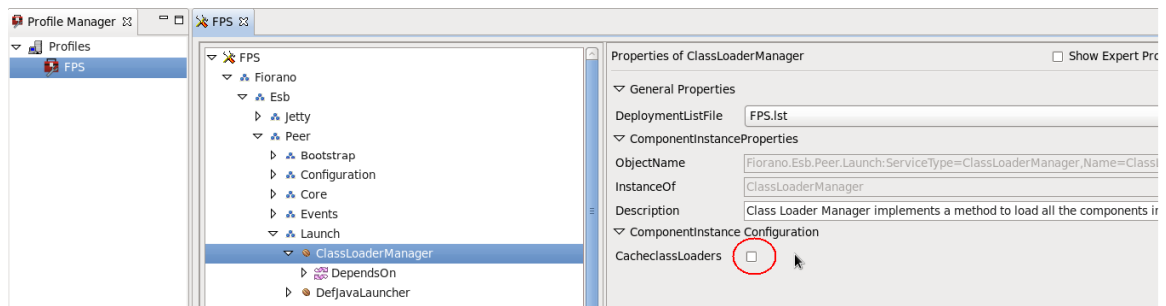 Profile Manager
Profiles
FPS
FPS
FPS
Fiorano
Esb
Jetty
Peer
Bootstrap
Configuration
Core
Events
Launch
ClassLoaderManager
DependsOn
DefJavaLauncher
Properties of ClassLoaderManager
Show Expert Pro
General Properties
DeploymentListFile FPS.lst
ComponentInstanceProperties
ObjectName Fiorano.Esb.Peer.Launch:ServiceType=ClassLoaderManager,Name=ClassL
InstanceOf ClassLoaderManager
Description Class Loader Manager implements a method to load all the components in
ComponentInstance Configuration
CacheclassLoaders